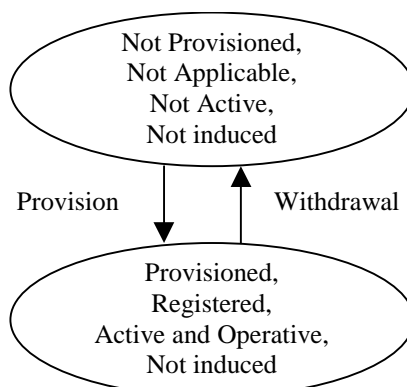 Not Provisioned,
Not Applicable,
Not Active,
Not induced
Provision
Withdrawal
Provisioned,
Registered,
Active and Operative,
Not induced